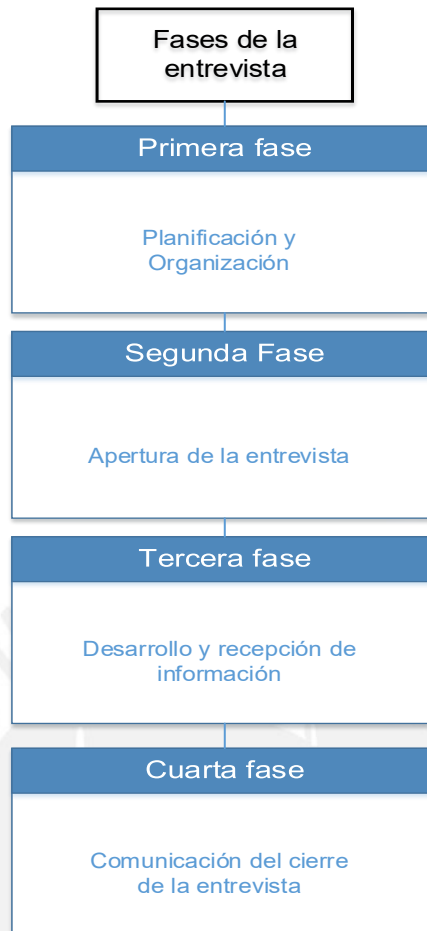 Fases de la
entrevista
Primera fase
Planificación y
Organización
Segunda Fase
Apertura de la entrevista
Tercera fase
Desarrollo y recepción de
información
Cuarta fase
Comunicación del cierre
de la entrevista